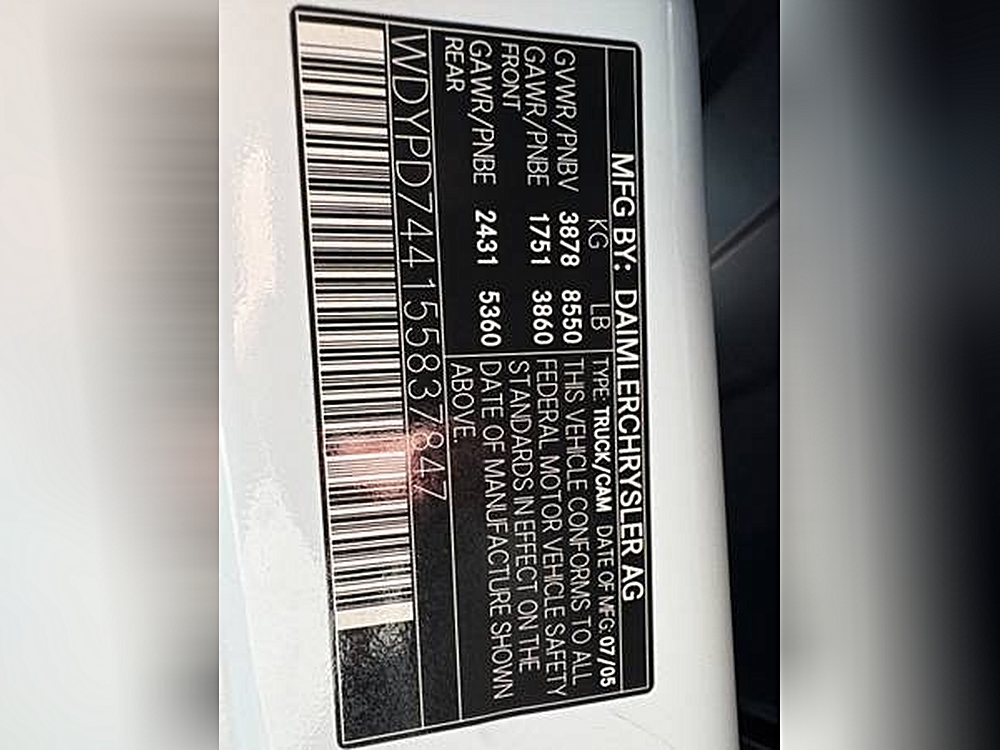 MFG BY: DAIMLERCHRYSLER AG
KG LB TYPE: TRUCK/CAM DATE OF MFG: 07/05
GVWR/PNBV 3878 8550
GAWR/PNBE 1751 3860
FRONT
GAWR/PNBE 2431 5360
REAR
THIS VEHICLE CONFORMS TO ALL
FEDERAL MOTOR VEHICLE SAFETY
STANDARDS IN EFFECT ON THE
DATE OF MANUFACTURE SHOWN
ABOVE.
WDYPD744155837847